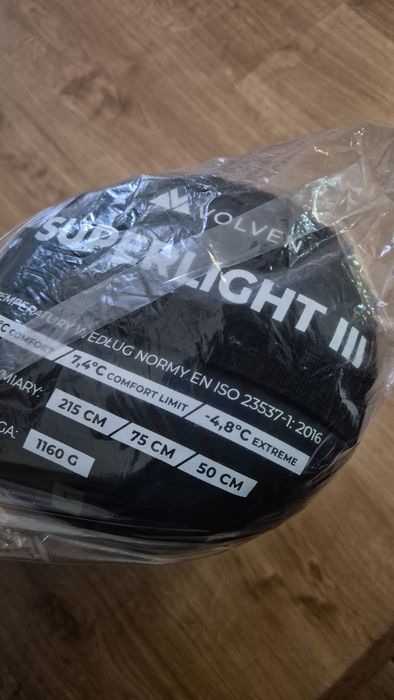 VOLVEN
SUPERLIGHT III
TEMPERATURY WEDŁUG NORMY EN ISO 23537-1: 2016
°C COMFORT / 7,4°C COMFORT LIMIT / -4,8°C EXTREME
MIARY: 215 CM / 75 CM / 50 CM
GA: 1160 G